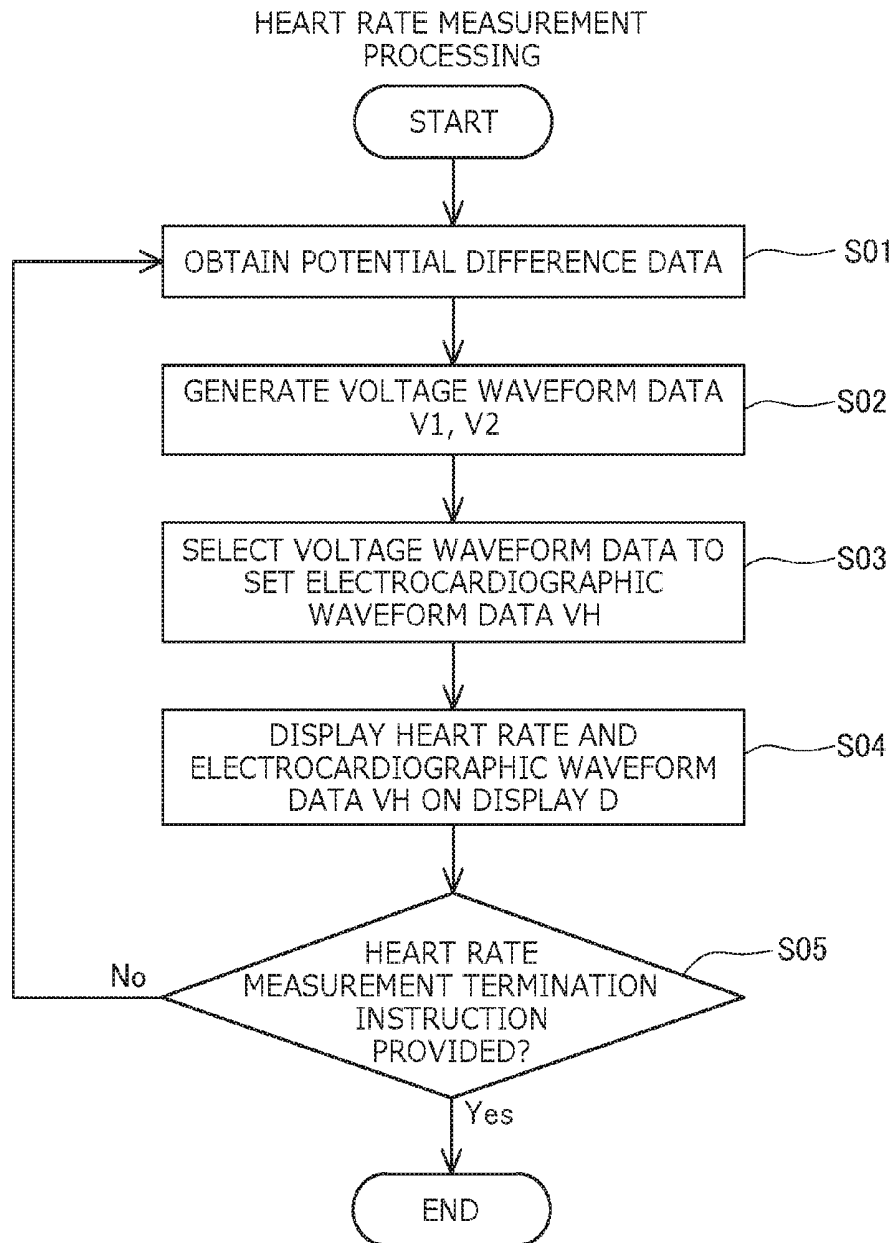 HEART RATE MEASUREMENT
PROCESSING
START
OBTAIN POTENTIAL DIFFERENCE DATA
S01
GENERATE VOLTAGE WAVEFORM DATA
V1, V2
S02
SELECT VOLTAGE WAVEFORM DATA TO
SET ELECTROCARDIOGRAPHIC
WAVEFORM DATA VH
S03
DISPLAY HEART RATE AND
ELECTROCARDIOGRAPHIC WAVEFORM
DATA VH ON DISPLAY D
S04
HEART RATE
MEASUREMENT TERMINATION
INSTRUCTION
PROVIDED?
S05
No
Yes
END